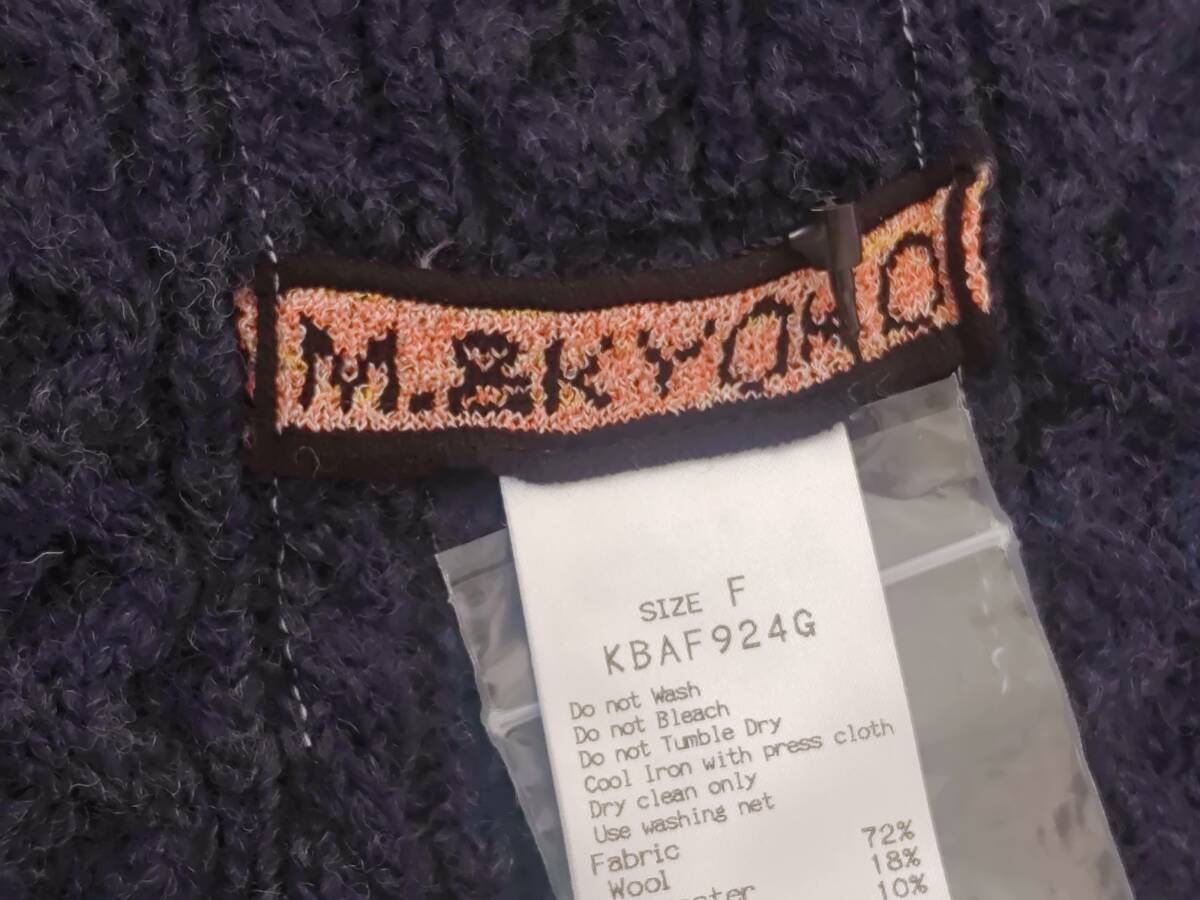 M.&KYOKO
SIZE F
KBAF924G
Do not Wash
Do not Bleach
Do not Tumble Dry
Cool Iron with press cloth
Dry clean only
Use washing net
Fabric
72%
Wool
18%
10%